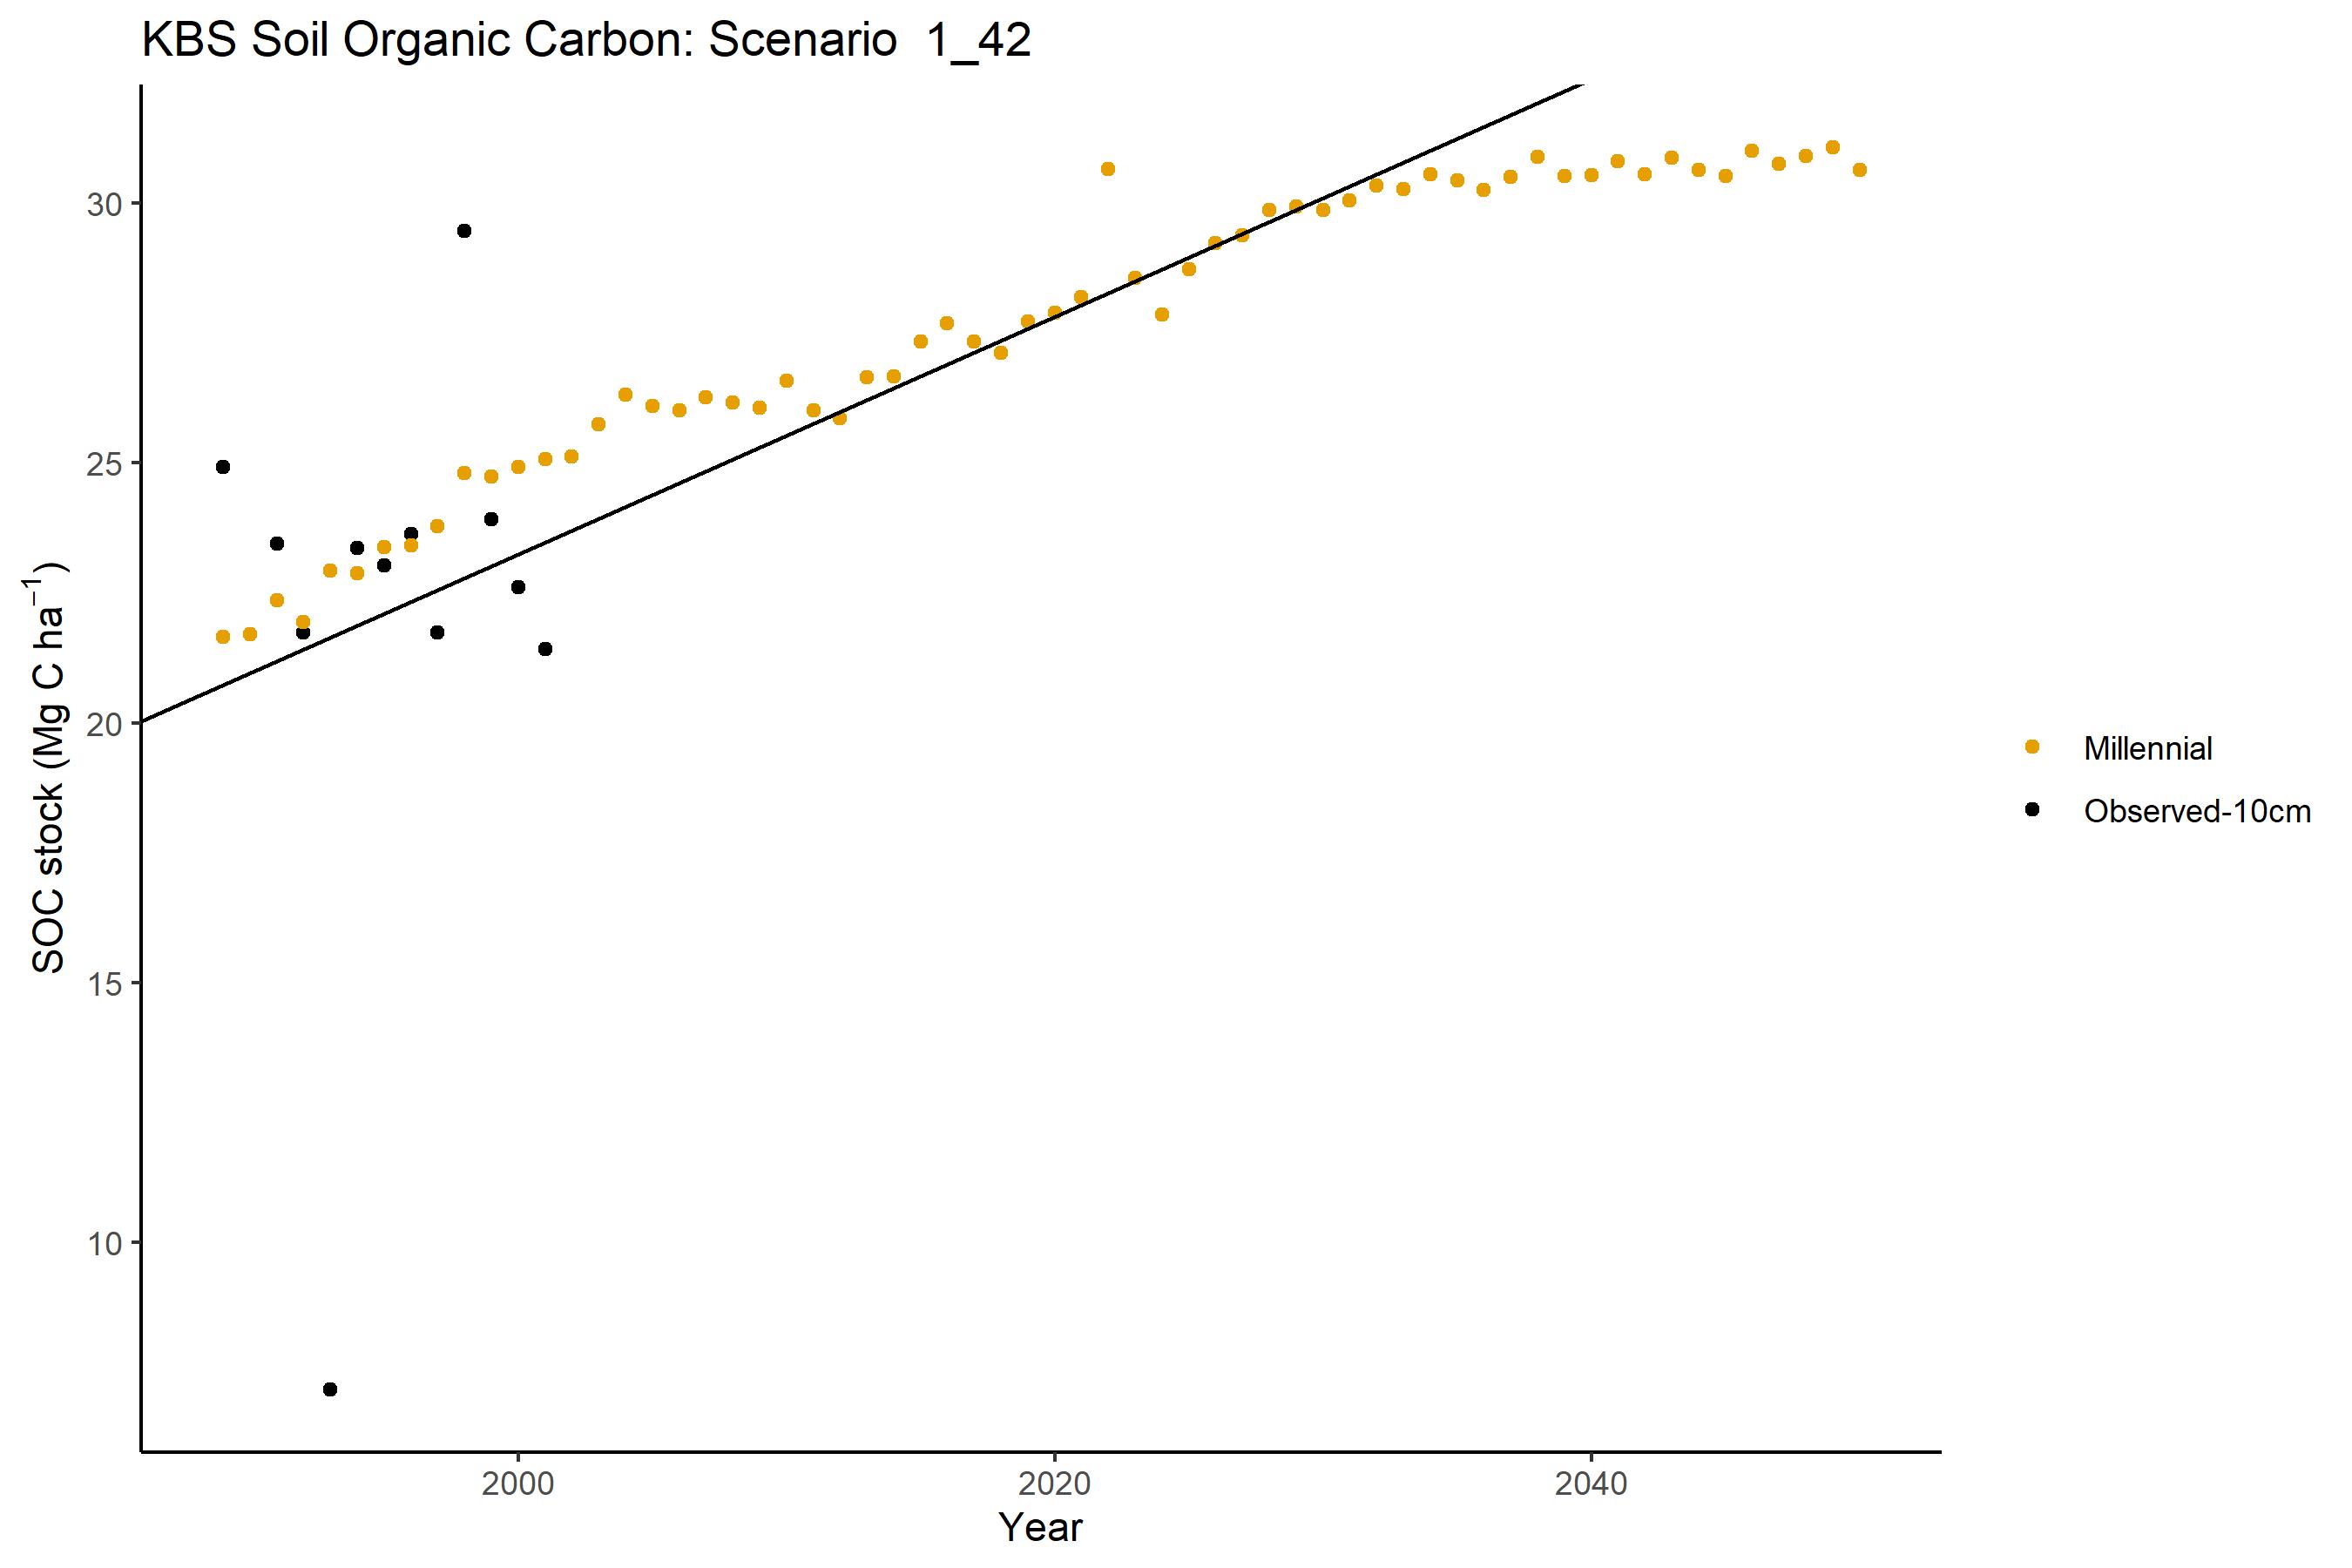 KBS Soil Organic Carbon: Scenario  1_42
SOC stock (Mg C ha⁻¹)
30
25
20
15
10
2000
2020
2040
Year
Millennial
Observed-10cm